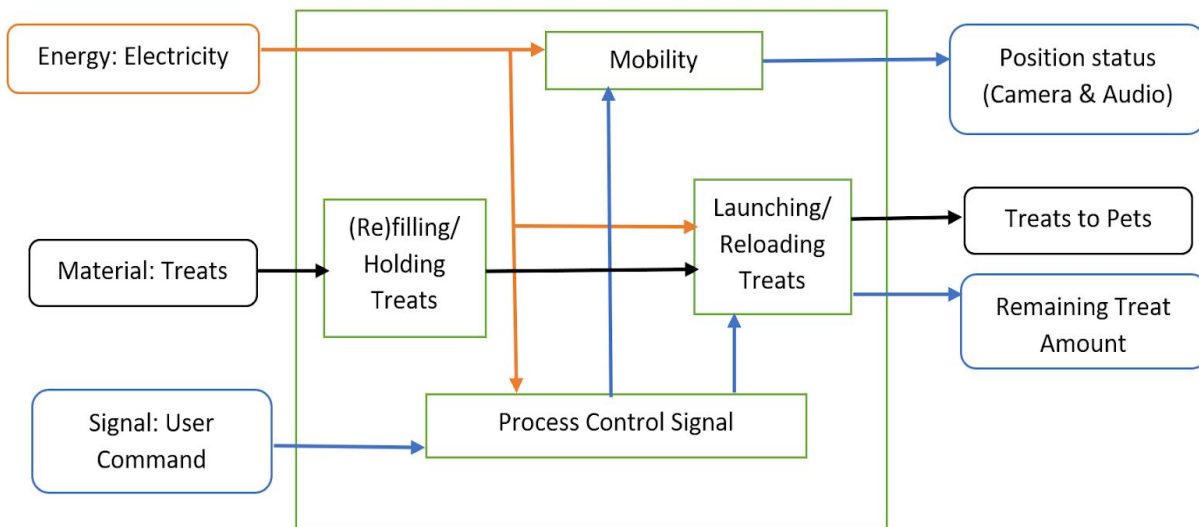 Energy: Electricity
Mobility
Position status
(Camera & Audio)
Material: Treats
(Re)filling/
Holding
Treats
Launching/
Reloading
Treats
Treats to Pets
Remaining Treat
Amount
Signal: User
Command
Process Control Signal